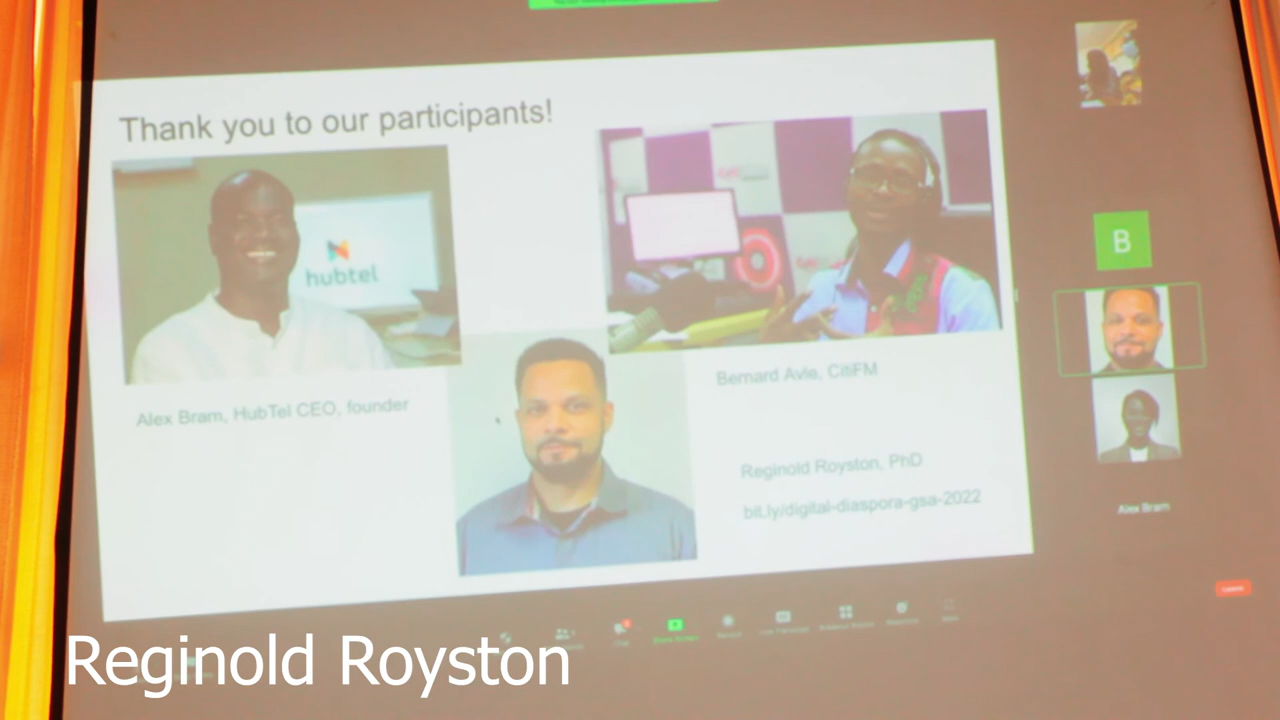 Thank you to our participants!
hubtel
B
Bernard Avle, CitiFM
Alex Bram, HubTel CEO, founder
Reginold Royston, PhD
bit.ly/digital-diaspora-gsa-2022
Alex Bram
Reginold Royston